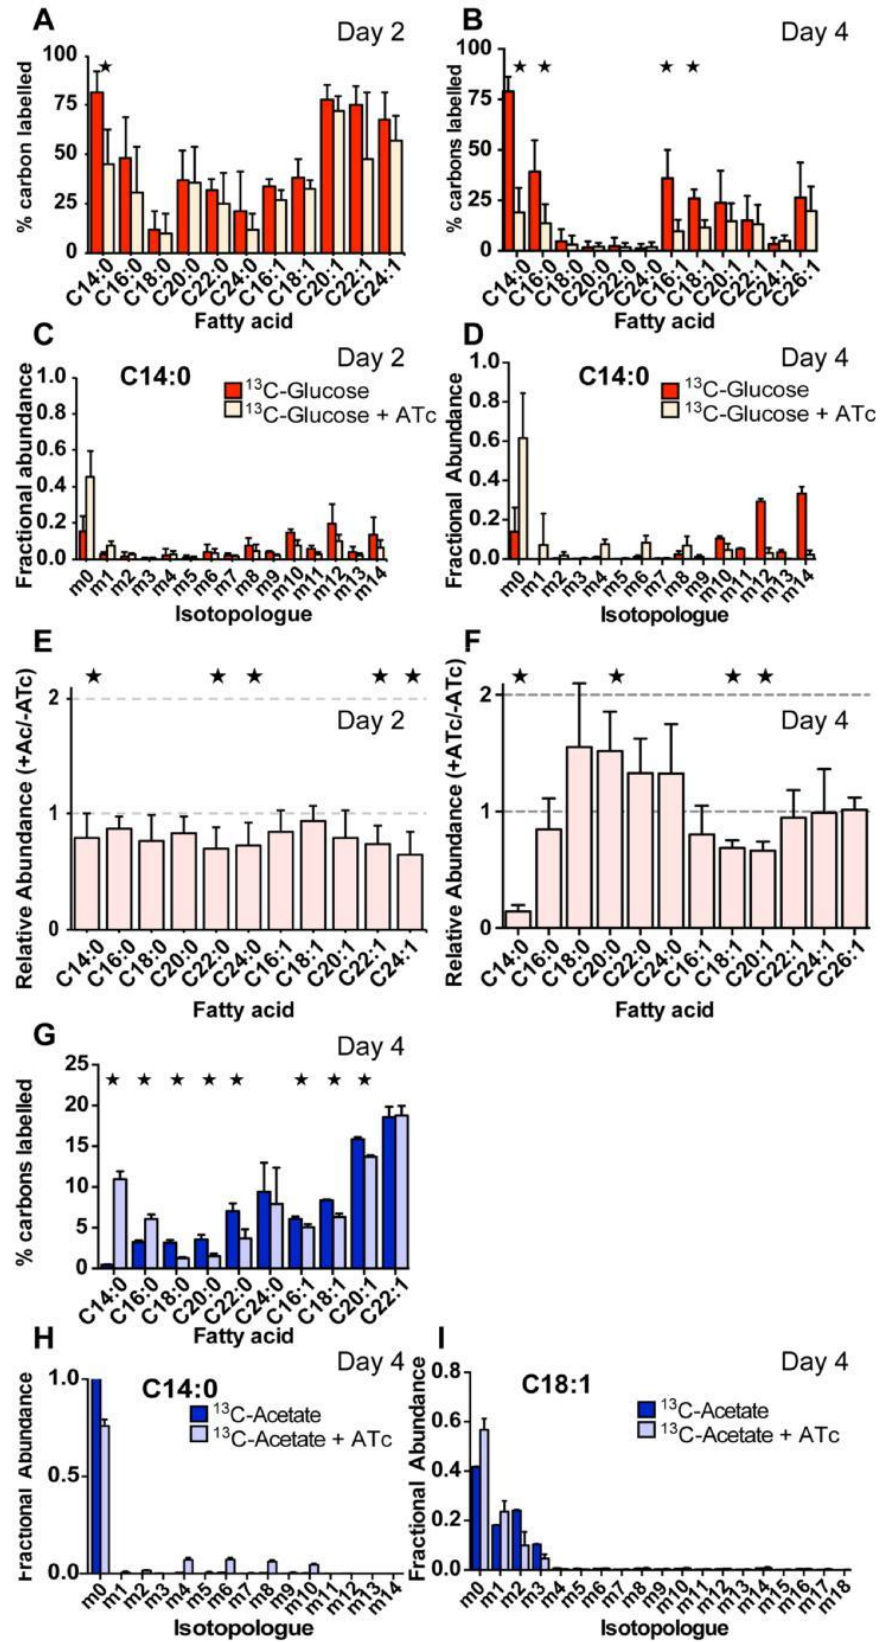 A
Day 2
★
% carbon labelled
100
75
50
25
0
C14:0
C16:0
C18:0
C20:0
C22:0
C24:0
C16:1
C18:1
C20:1
C22:1
C24:1
Fatty acid
B
Day 4
★ ★ ★ ★
% carbons labelled
100
75
50
25
0
C14:0
C16:0
C18:0
C20:0
C22:0
C24:0
C16:1
C18:1
C20:1
C22:1
C24:1
C26:1
Fatty acid
C
Day 2
C14:0
¹³C-Glucose
¹³C-Glucose + ATc
Fractional abundance
1.0
0.8
0.6
0.4
0.2
0.0
m0
m1
m2
m3
m4
m5
m6
m7
m8
m9
m10
m11
m12
m13
m14
Isotopologue
D
Day 4
C14:0
¹³C-Glucose
¹³C-Glucose + ATc
Fractional Abundance
1.0
0.8
0.6
0.4
0.2
0.0
m0
m1
m2
m3
m4
m5
m6
m7
m8
m9
m10
m11
m12
m13
m14
Isotopologue
E
★ ★ ★ ★ ★
Day 2
Relative Abundance (+Ac/-ATc)
2
1
0
C14:0
C16:0
C18:0
C20:0
C22:0
C24:0
C16:1
C18:1
C20:1
C22:1
C24:1
Fatty acid
F
★ ★ ★ ★
Day 4
Relative Abundance (+ATc/-ATc)
2
1
0
C14:0
C16:0
C18:0
C20:0
C22:0
C24:0
C16:1
C18:1
C20:1
C22:1
C24:1
C26:1
Fatty acid
G
Day 4
★ ★ ★ ★ ★ ★ ★ ★
% carbons labelled
25
20
15
10
5
0
C14:0
C16:0
C18:0
C20:0
C22:0
C24:0
C16:1
C18:1
C20:1
C22:1
Fatty acid
H
Day 4
C14:0
¹³C-Acetate
¹³C-Acetate + ATc
Fractional Abundance
1.0
0.5
0.0
m0
m1
m2
m3
m4
m5
m6
m7
m8
m9
m10
m11
m12
m13
m14
Isotopologue
I
Day 4
C18:1
¹³C-Acetate
¹³C-Acetate + ATc
Fractional Abundance
0.8
0.6
0.4
0.2
0.0
m0
m1
m2
m3
m4
m5
m6
m7
m8
m9
m10
m11
m12
m13
m14
m15
m16
m17
m18
Isotopologue